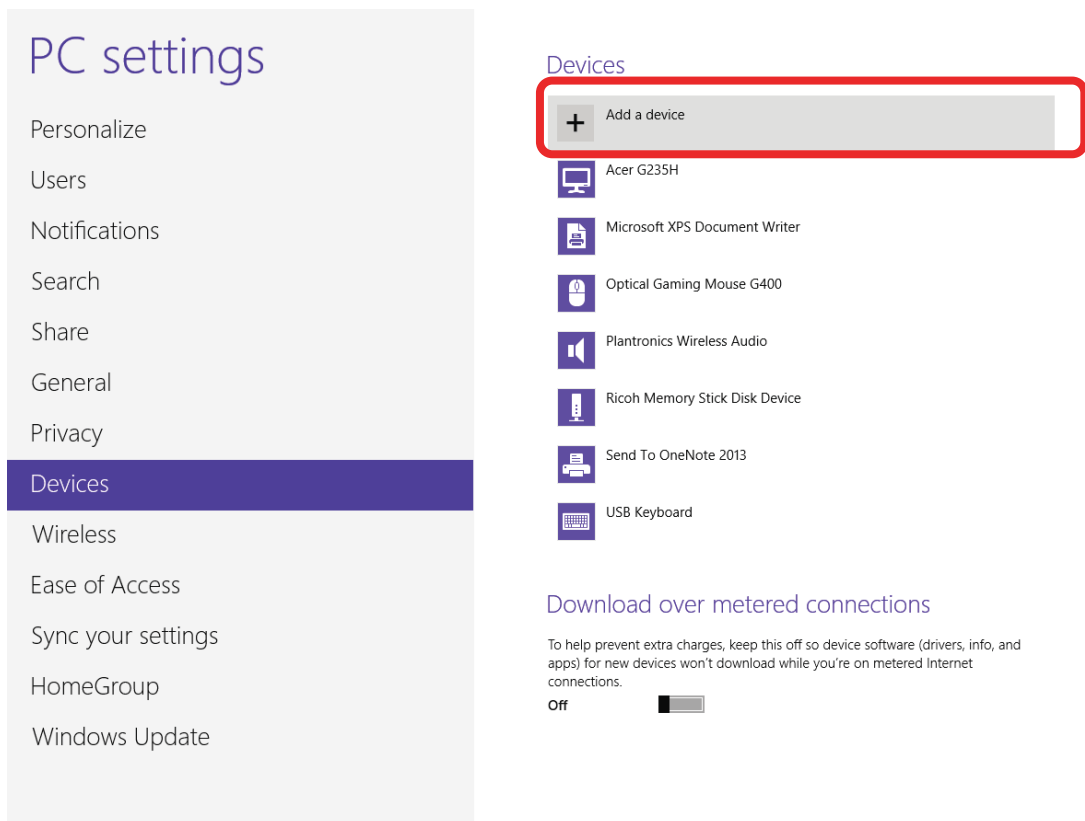 PC settings
Personalize
Users
Notifications
Search
Share
General
Privacy
Devices
Wireless
Ease of Access
Sync your settings
HomeGroup
Windows Update
Devices
Add a device
Acer G235H
Microsoft XPS Document Writer
Optical Gaming Mouse G400
Plantronics Wireless Audio
Ricoh Memory Stick Disk Device
Send To OneNote 2013
USB Keyboard
Download over metered connections
To help prevent extra charges, keep this off so device software (drivers, info, and
apps) for new devices won't download while you're on metered Internet
connections.
Off